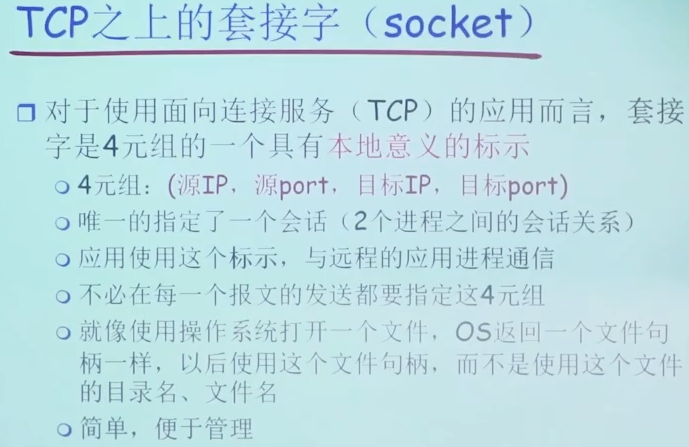 TCP之上的套接字（socket）
对于使用面向连接服务（TCP）的应用而言，套接
字是4元组的一个具有本地意义的标示
4元组：(源IP，源port，目标IP，目标port)
唯一的指定了一个会话（2个进程之间的会话关系）
应用使用这个标示，与远程的应用进程通信
不必在每一个报文的发送都要指定这4元组
就像使用操作系统打开一个文件，OS返回一个文件句
柄一样，以后使用这个文件句柄，而不是使用这个文件
的目录名、文件名
简单，便于管理